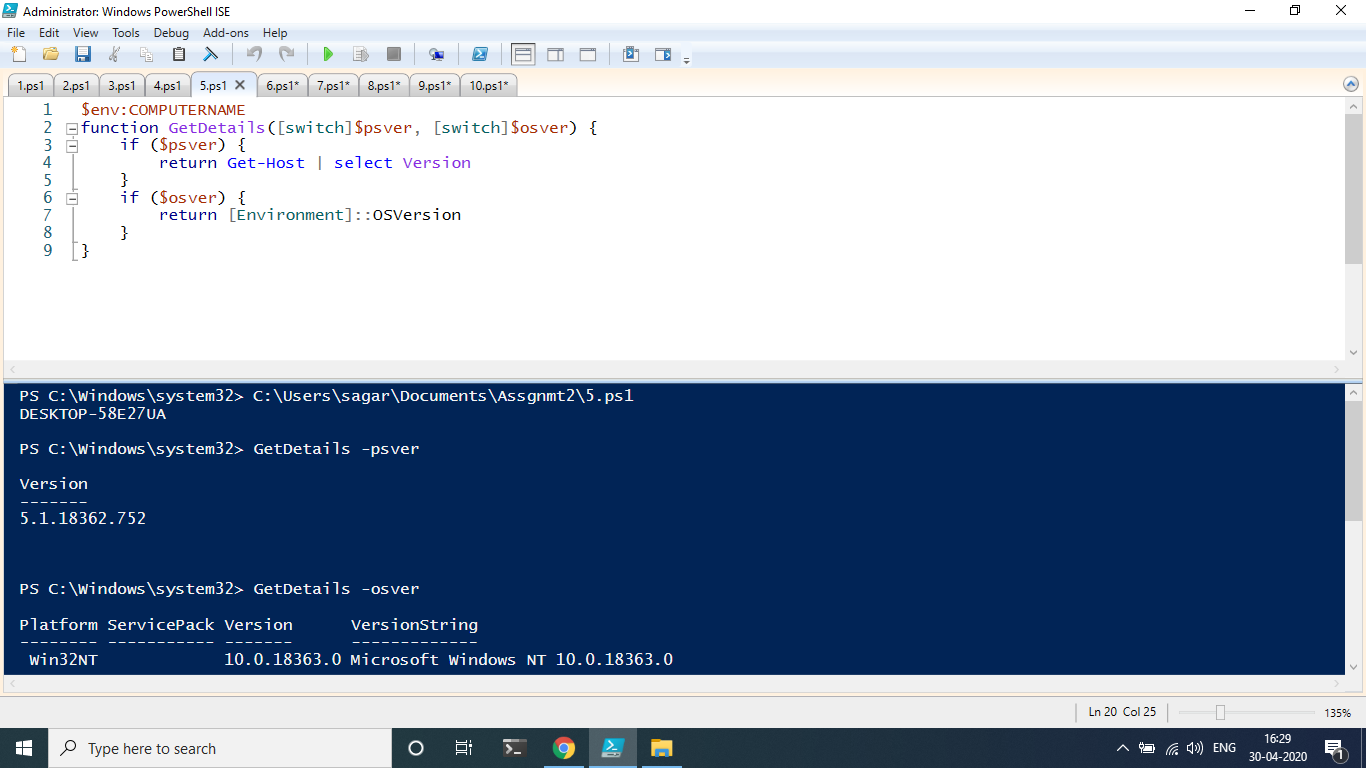 Administrator: Windows PowerShell ISE
File Edit View Tools Debug Add-ons Help
1.ps1 2.ps1 3.ps1 4.ps1 5.ps1 6.ps1* 7.ps1* 8.ps1* 9.ps1* 10.ps1*
1 $env:COMPUTERNAME
2 function GetDetails([switch]$psver, [switch]$osver) {
3 if ($psver) {
4 return Get-Host | select Version
5 }
6 if ($osver) {
7 return [Environment]::OSVersion
8 }
9 }
PS C:\Windows\system32> C:\Users\sagar\Documents\Assgnmt2\5.ps1
DESKTOP-58E27UA
PS C:\Windows\system32> GetDetails -psver
Version
-------
5.1.18362.752
PS C:\Windows\system32> GetDetails -osver
Platform ServicePack Version VersionString
-------- ----------- ------- -------------
Win32NT 10.0.18363.0 Microsoft Windows NT 10.0.18363.0
Ln 20 Col 25 135%
Type here to search
ENG
16:29
30-04-2020
1